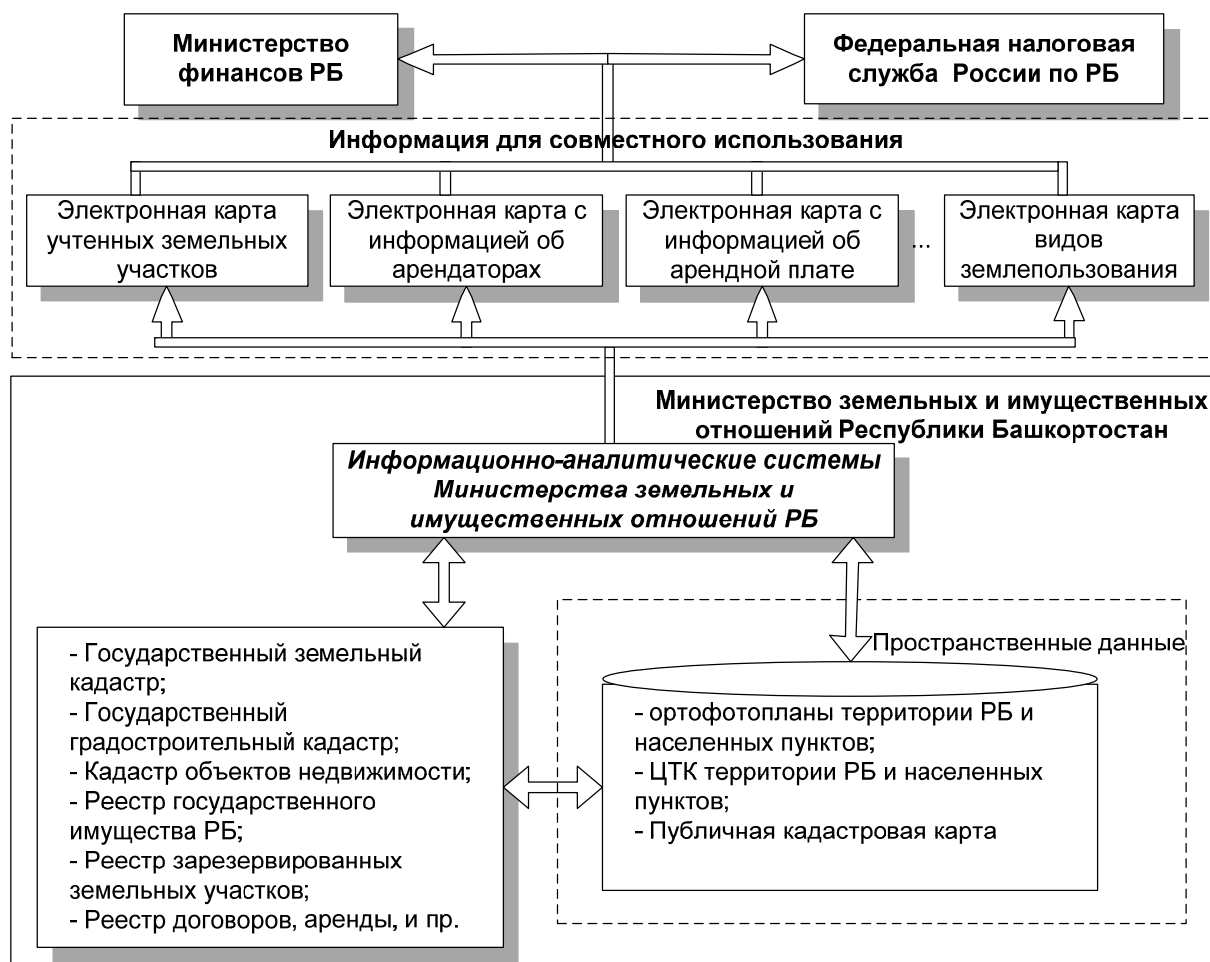 Министерство
финансов РБ
Федеральная налоговая
служба России по РБ
Информация для совместного использования
Электронная карта
учтенных земельных
участков
Электронная карта с
информацией об
арендаторах
Электронная карта с
информацией об
арендной плате
...
Электронная карта
видов
землепользования
Министерство земельных и имущественных
отношений Республики Башкортостан
Информационно-аналитические системы
Министерства земельных и
имущественных отношений РБ
- Государственный земельный
кадастр;
- Государственный
градостроительный кадастр;
- Кадастр объектов недвижимости;
- Реестр государственного
имущества РБ;
- Реестр зарезервированных
земельных участков;
- Реестр договоров, аренды, и пр.
Пространственные данные
- ортофотопланы территории РБ и
населенных пунктов;
- ЦТК территории РБ и населенных
пунктов;
- Публичная кадастровая карта